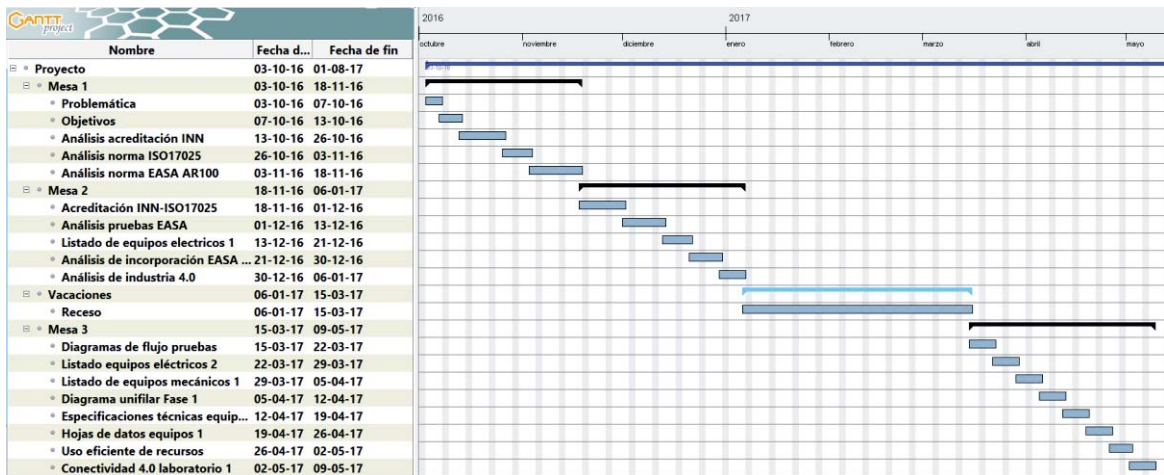 GANTT project
2016 2017
octubre noviembre diciembre enero febrero marzo abril mayo
Nombre Fecha d... Fecha de fin
Proyecto 03-10-16 01-08-17
Mesa 1 03-10-16 18-11-16
Problemática 03-10-16 07-10-16
Objetivos 07-10-16 13-10-16
Análisis acreditación INN 13-10-16 26-10-16
Análisis norma ISO17025 26-10-16 03-11-16
Análisis norma EASA AR100 03-11-16 18-11-16
Mesa 2 18-11-16 06-01-17
Acreditación INN-ISO17025 18-11-16 01-12-16
Análisis pruebas EASA 01-12-16 13-12-16
Listado de equipos electricos 1 13-12-16 21-12-16
Análisis de incorporación EASA ... 21-12-16 30-12-16
Análisis de industria 4.0 30-12-16 06-01-17
Vacaciones 06-01-17 15-03-17
Receso 06-01-17 15-03-17
Mesa 3 15-03-17 09-05-17
Diagramas de flujo pruebas 15-03-17 22-03-17
Listado equipos eléctricos 2 22-03-17 29-03-17
Listado de equipos mecánicos 1 29-03-17 05-04-17
Diagrama unifilar Fase 1 05-04-17 12-04-17
Especificaciones técnicas equip... 12-04-17 19-04-17
Hojas de datos equipos 1 19-04-17 26-04-17
Uso eficiente de recursos 26-04-17 02-05-17
Conectividad 4.0 laboratorio 1 02-05-17 09-05-17